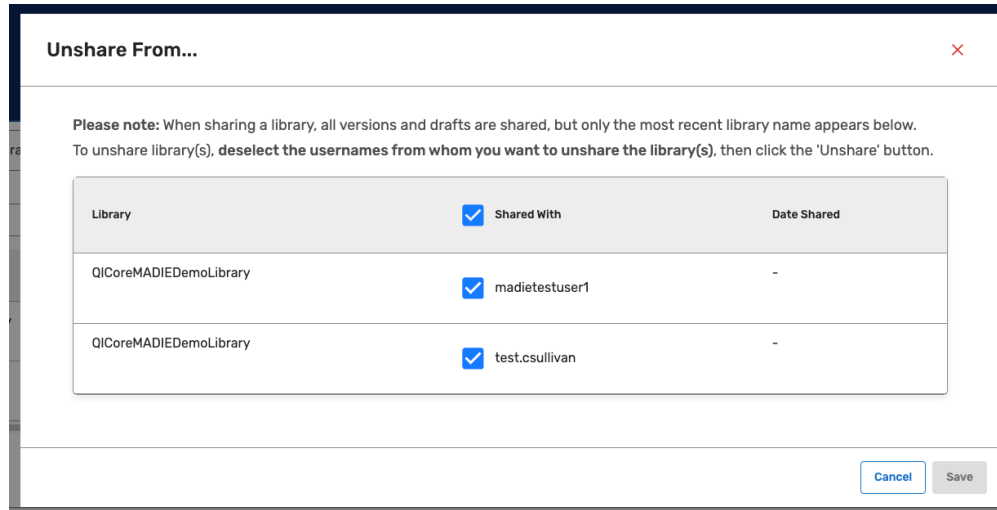 Unshare From...
Please note: When sharing a library, all versions and drafts are shared, but only the most recent library name appears below.
To unshare library(s), deselect the usernames from whom you want to unshare the library(s), then click the 'Unshare' button.
Library Shared With Date Shared
QICoreMADIEDemoLibrary madietestuser1 -
QICoreMADIEDemoLibrary test.csullivan -
Cancel Save